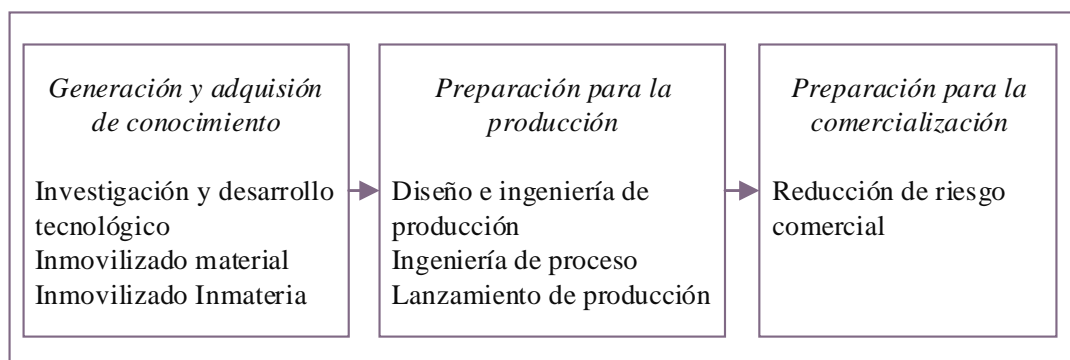 Generación y adquisión
de conocimiento
Investigación y desarrollo
tecnológico
Inmovilizado material
Inmovilizado Inmateria
Preparación para la
producción
Diseño e ingeniería de
producción
Ingeniería de proceso
Lanzamiento de producción
Preparación para la
comercialización
Reducción de riesgo
comercial